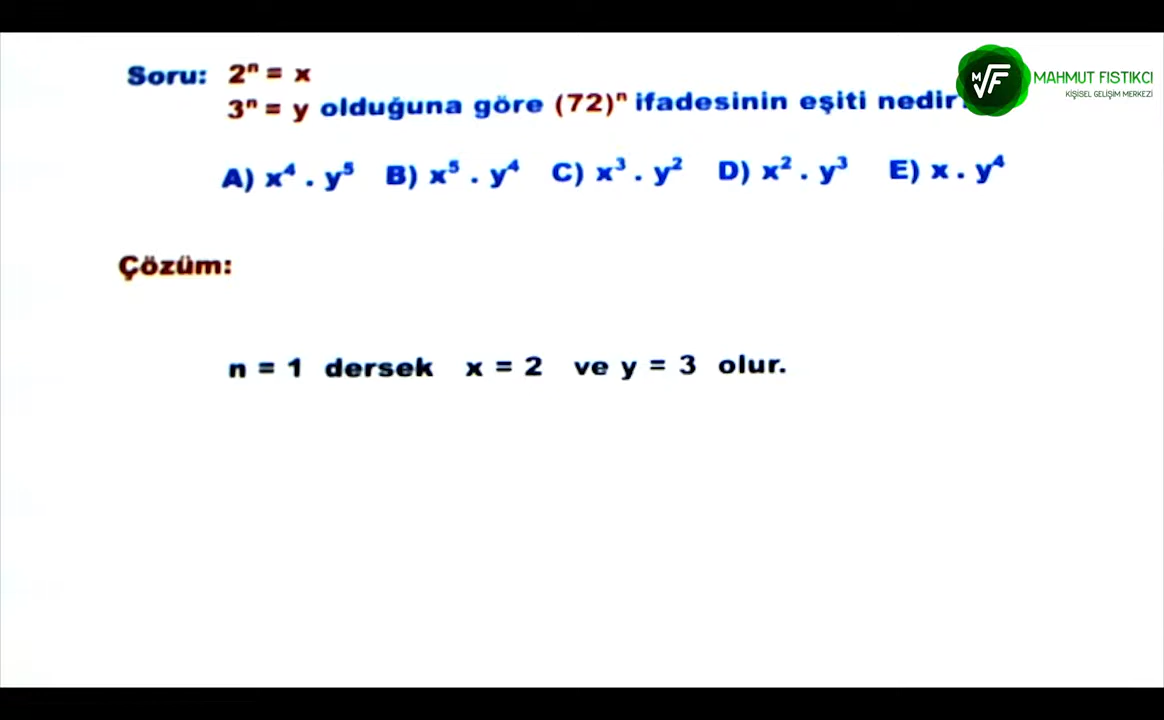 Soru: 2ⁿ = x
3ⁿ = y olduğuna göre (72)ⁿ ifadesinin eşiti nedir
A) x⁴ . y⁵ B) x⁵ . y⁴ C) x³ . y² D) x² . y³ E) x . y⁴
Çözüm:
n = 1 dersek x = 2 ve y = 3 olur.
MAHMUT FISTIKCI
KİŞİSEL GELİŞİM MERKEZİ